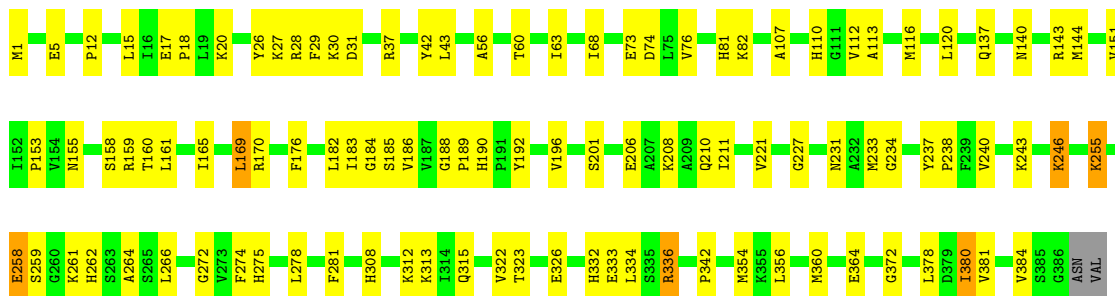 M1 E5 P12 L15 I16 E17 P18 L19 K20 Y26 K27 R28 F29 K30 D31 R37 Y42 L43 A56 T60 I63 I68 E73 D74 L75 V76 H81 K82 A107 H110 G111 V112 A113 M116 L120 Q137 N140 R143 M144 V151
I152 P153 V154 N155 S158 R159 T160 L161 I165 L169 R170 F176 L182 I183 G184 S185 V186 V187 G188 P189 H190 P191 Y192 V196 S201 E206 A207 K208 A209 Q210 I211 V221 G227 N231 A232 M233 G234 Y237 P238 F239 V240 K243 K246 K255
E258 S259 G260 K261 H262 S263 A264 S265 L266 G272 V273 F274 H275 L278 F281 H308 K312 K313 I314 Q315 V322 T323 E326 H332 E333 L334 S335 R336 P342 M354 K355 L356 M360 E364 G372 L378 D379 I380 V381 V384 S385 G386 ASN VAL